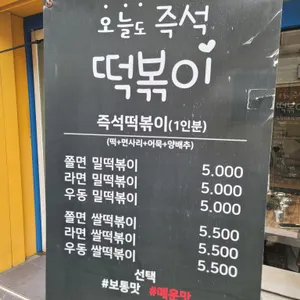 오늘도 즉석
떡볶이
즉석떡볶이(1인분)
(떡+면사리+어묵+양배추)
쫄면 밀떡볶이 5.000
라면 밀떡볶이 5.000
우동 밀떡볶이 5.000
쫄면 쌀떡볶이 5.500
라면 쌀떡볶이 5.500
우동 쌀떡볶이 5.500
선택
#보통맛 #매운맛